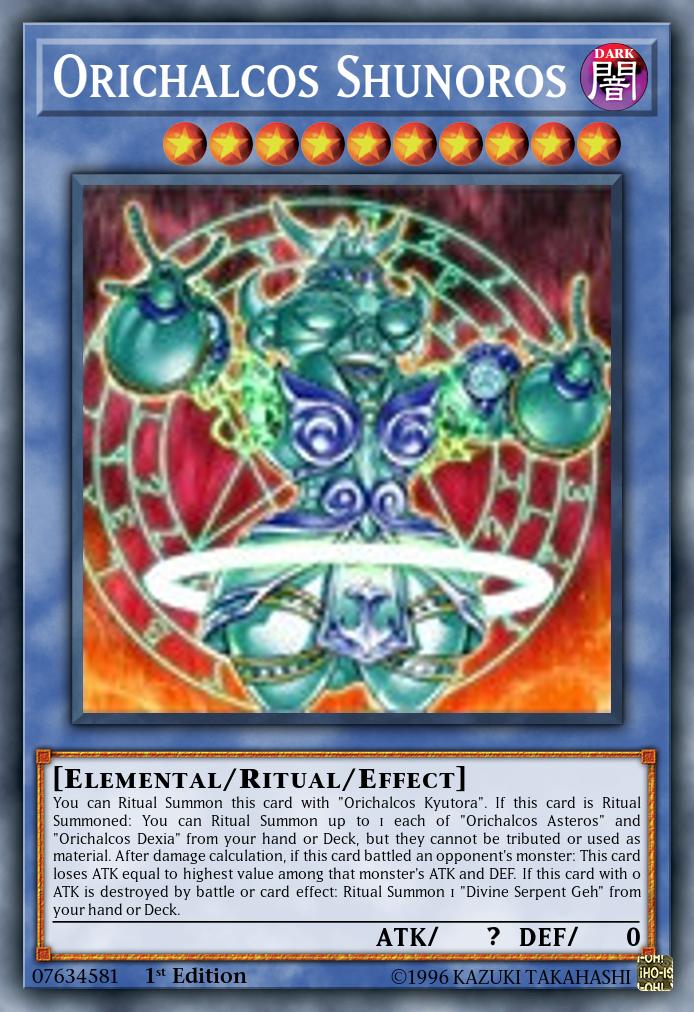 Orichalcos Shunoros
DARK
闇
[Elemental/Ritual/Effect]
You can Ritual Summon this card with "Orichalcos Kyutora". If this card is Ritual
Summoned: You can Ritual Summon up to 1 each of "Orichalcos Asteros" and
"Orichalcos Dexia" from your hand or Deck, but they cannot be tributed or used as
material. After damage calculation, if this card battled an opponent's monster: This card
loses ATK equal to highest value among that monster's ATK and DEF. If this card with 0
ATK is destroyed by battle or card effect: Ritual Summon 1 "Divine Serpent Geh" from
your hand or Deck.
ATK/ ? DEF/ 0
07634581 1st Edition ©1996 KAZUKI TAKAHASHI